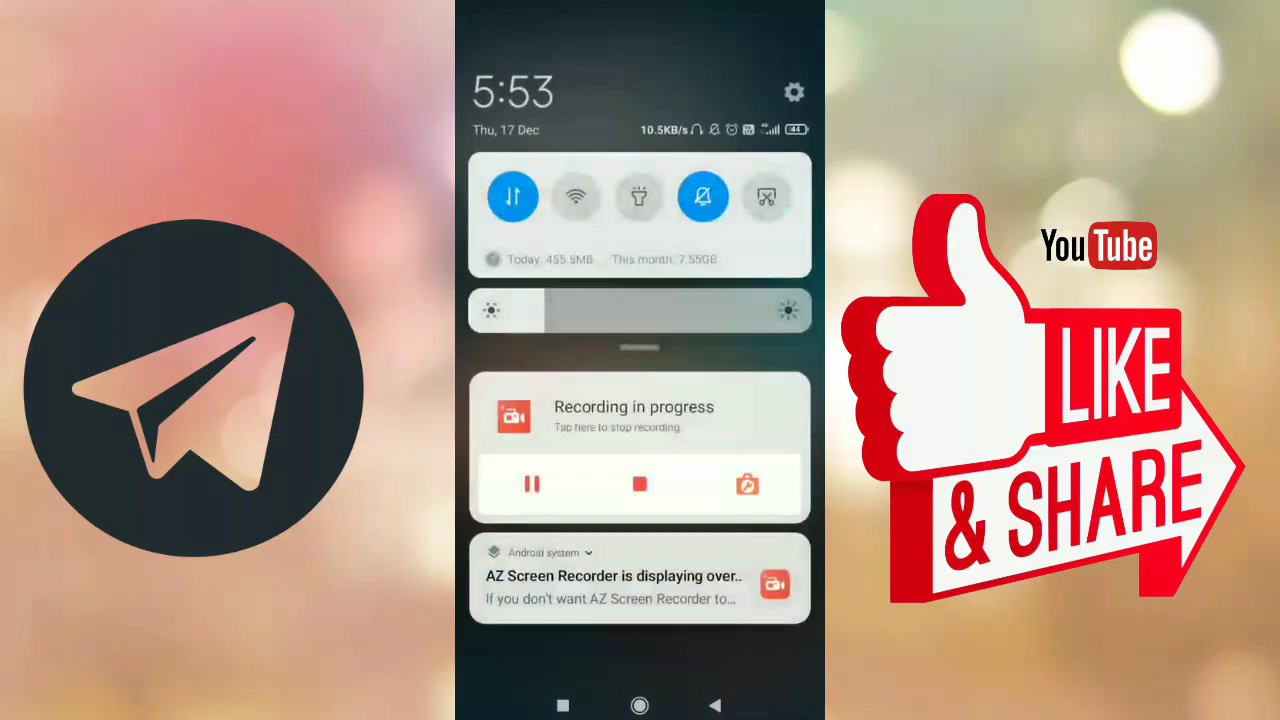 5:53
Thu, 17 Dec
10.5KB/s
44
Today: 455.9MB This month: 7.55GB
Recording in progress
Tap here to stop recording.
Android system
AZ Screen Recorder is displaying over..
If you don't want AZ Screen Recorder to...
YouTube
LIKE
& SHARE